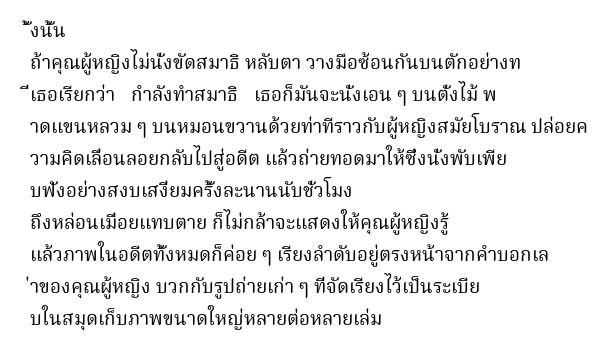 ั้งนั้น
ถ้าคุณผู้หญิงไม่นั่งขัดสมาธิ หลับตา วางมือซ้อนกันบนตักอย่างท
ี่เธอเรียกว่า   กำลังทำสมาธิ   เธอก็มันจะนั่งเอน ๆ บนตั่งไม้ พ
าดแขนหลวม ๆ บนหมอนขวานด้วยท่าทีราวกับผู้หญิงสมัยโบราณ ปล่อยค
วามคิดเลื่อนลอยกลับไปสู่อดีต แล้วถ่ายทอดมาให้ซึ่งนั่งพับเพีย
บฟังอย่างสงบเสงี่ยมครั้งละนานนับชั่วโมง
ถึงหล่อนเมื่อยแทบตาย ก็ไม่กล้าจะแสดงให้คุณผู้หญิงรู้
แล้วภาพในอดีตทั้งหมดก็ค่อย ๆ เรียงลำดับอยู่ตรงหน้าจากคำบอกเล
่าของคุณผู้หญิง บวกกับรูปถ่ายเก่า ๆ ที่จัดเรียงไว้เป็นระเบีย
บในสมุดเก็บภาพขนาดใหญ่หลายต่อหลายเล่ม